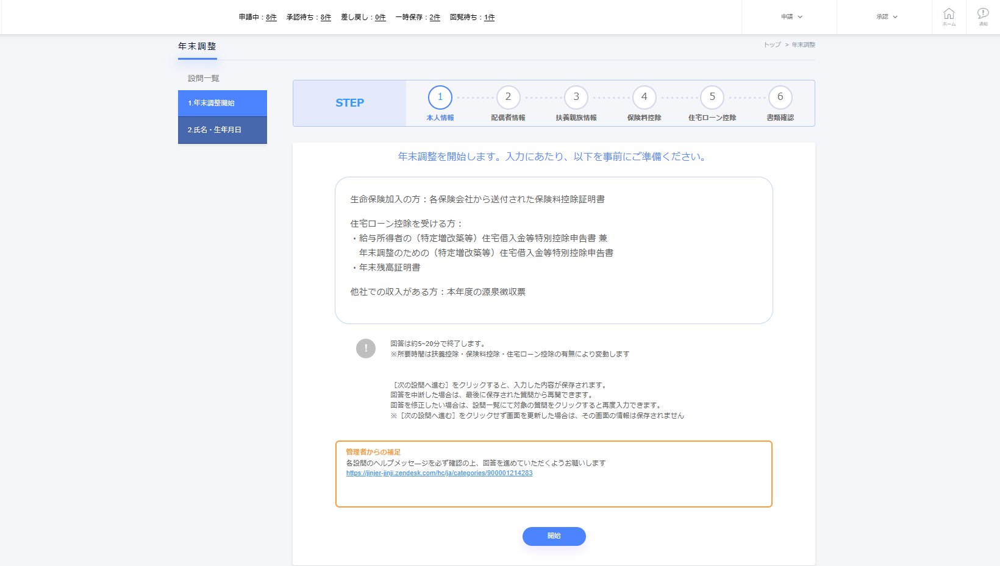 申請中：8件 承認待ち：8件 差し戻し：0件 一時保存：2件 回覧待ち：1件
申請
承認
ホーム
通知
年末調整
トップ > 年末調整
設問一覧
1.年末調整開始
2.氏名・生年月日
STEP
1 2 3 4 5 6
本人情報 配偶者情報 扶養親族情報 保険料控除 住宅ローン控除 書類確認
年末調整を開始します。入力にあたり、以下を事前にご準備ください。
生命保険加入の方：各保険会社から送付された保険料控除証明書
住宅ローン控除を受ける方：
・給与所得者の（特定増改築等）住宅借入金等特別控除申告書 兼
年末調整のための（特定増改築等）住宅借入金等特別控除申告書
・年末残高証明書
他社での収入がある方：本年度の源泉徴収票
!
回答は約5~20分で終了します。
※所要時間は扶養控除・保険料控除・住宅ローン控除の有無により変動します
［次の設問へ進む］をクリックすると、入力した内容が保存されます。
回答を中断した場合は、最後に保存された質問から再開できます。
回答を修正したい場合は、設問一覧にて対象の質問をクリックすると再度入力できます。
※［次の設問へ進む］をクリックせず画面を更新した場合は、その画面の情報は保存されません
管理者からの補足
各設問のヘルプメッセージを必ず確認の上、回答を進めていただくようお願いします
https://jinjer-jinji.zendesk.com/hc/ja/categories/900001214283
開始